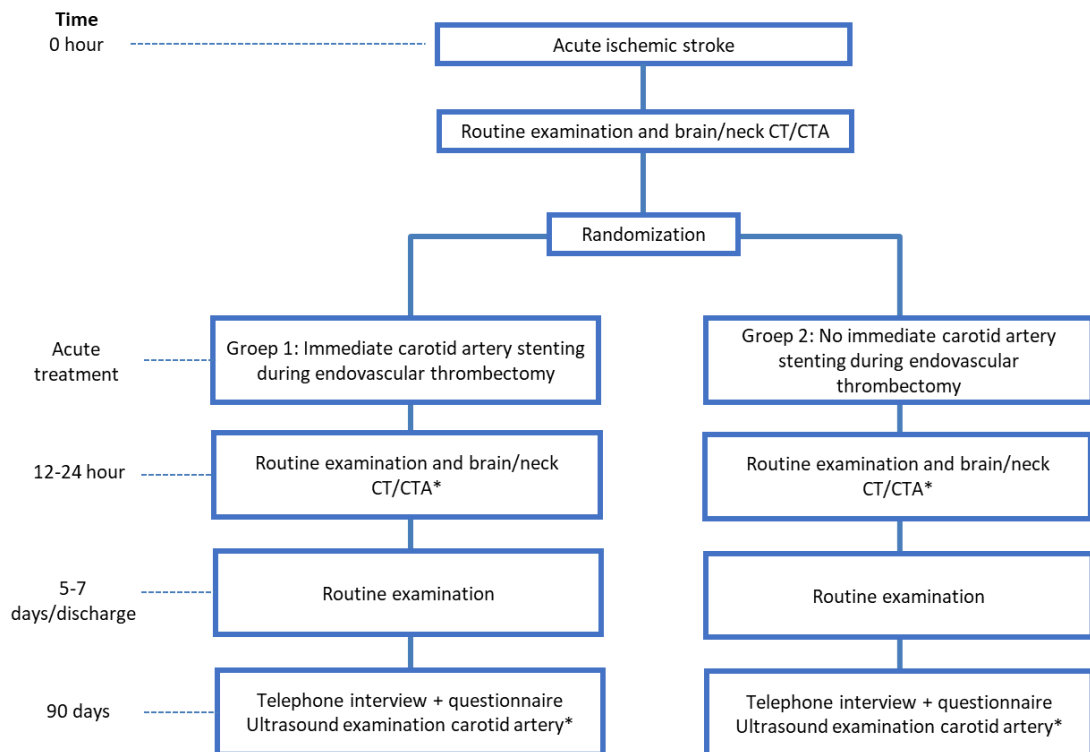 Time
0 hour
Acute ischemic stroke
Routine examination and brain/neck CT/CTA
Randomization
Acute
treatment
Groep 1: Immediate carotid artery stenting
during endovascular thrombectomy
Groep 2: No immediate carotid artery
stenting during endovascular
thrombectomy
12-24 hour
Routine examination and brain/neck
CT/CTA*
Routine examination and brain/neck
CT/CTA*
5-7
days/discharge
Routine examination
Routine examination
90 days
Telephone interview + questionnaire
Ultrasound examination carotid artery*
Telephone interview + questionnaire
Ultrasound examination carotid artery*